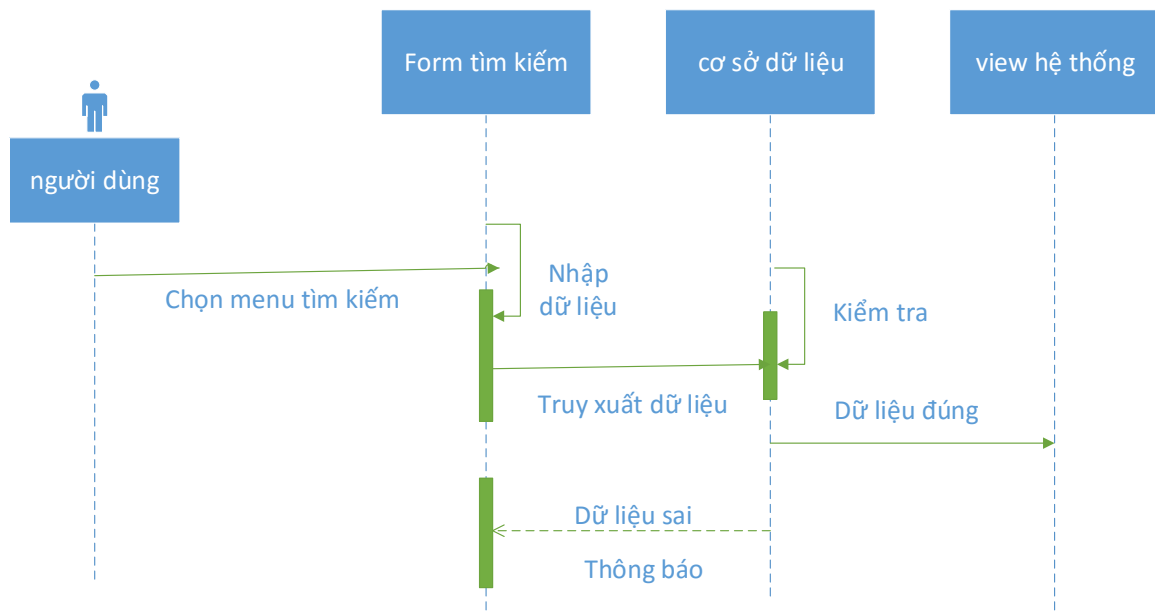 Form tìm kiếm
cơ sở dữ liệu
view hệ thống
người dùng
Chọn menu tìm kiếm
Nhập
dữ liệu
Kiểm tra
Truy xuất dữ liệu
Dữ liệu đúng
Dữ liệu sai
Thông báo